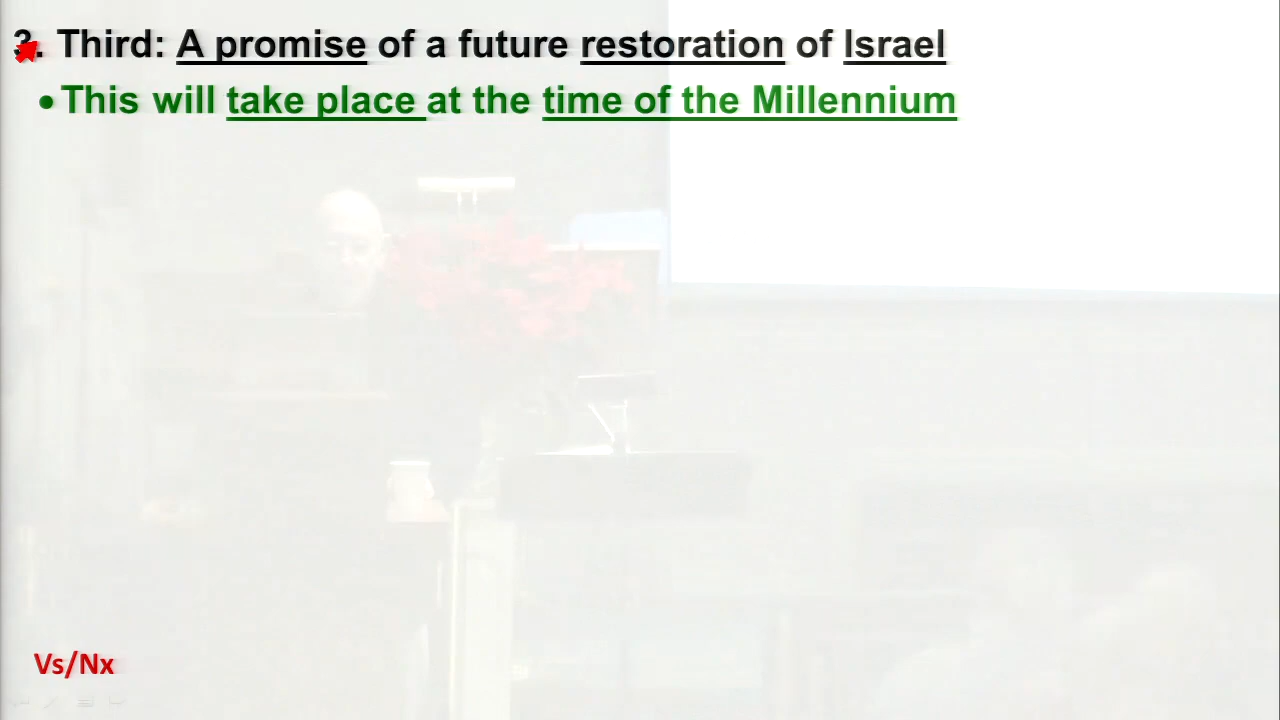 3. Third: A promise of a future restoration of Israel
• This will take place at the time of the Millennium
Vs/Nx